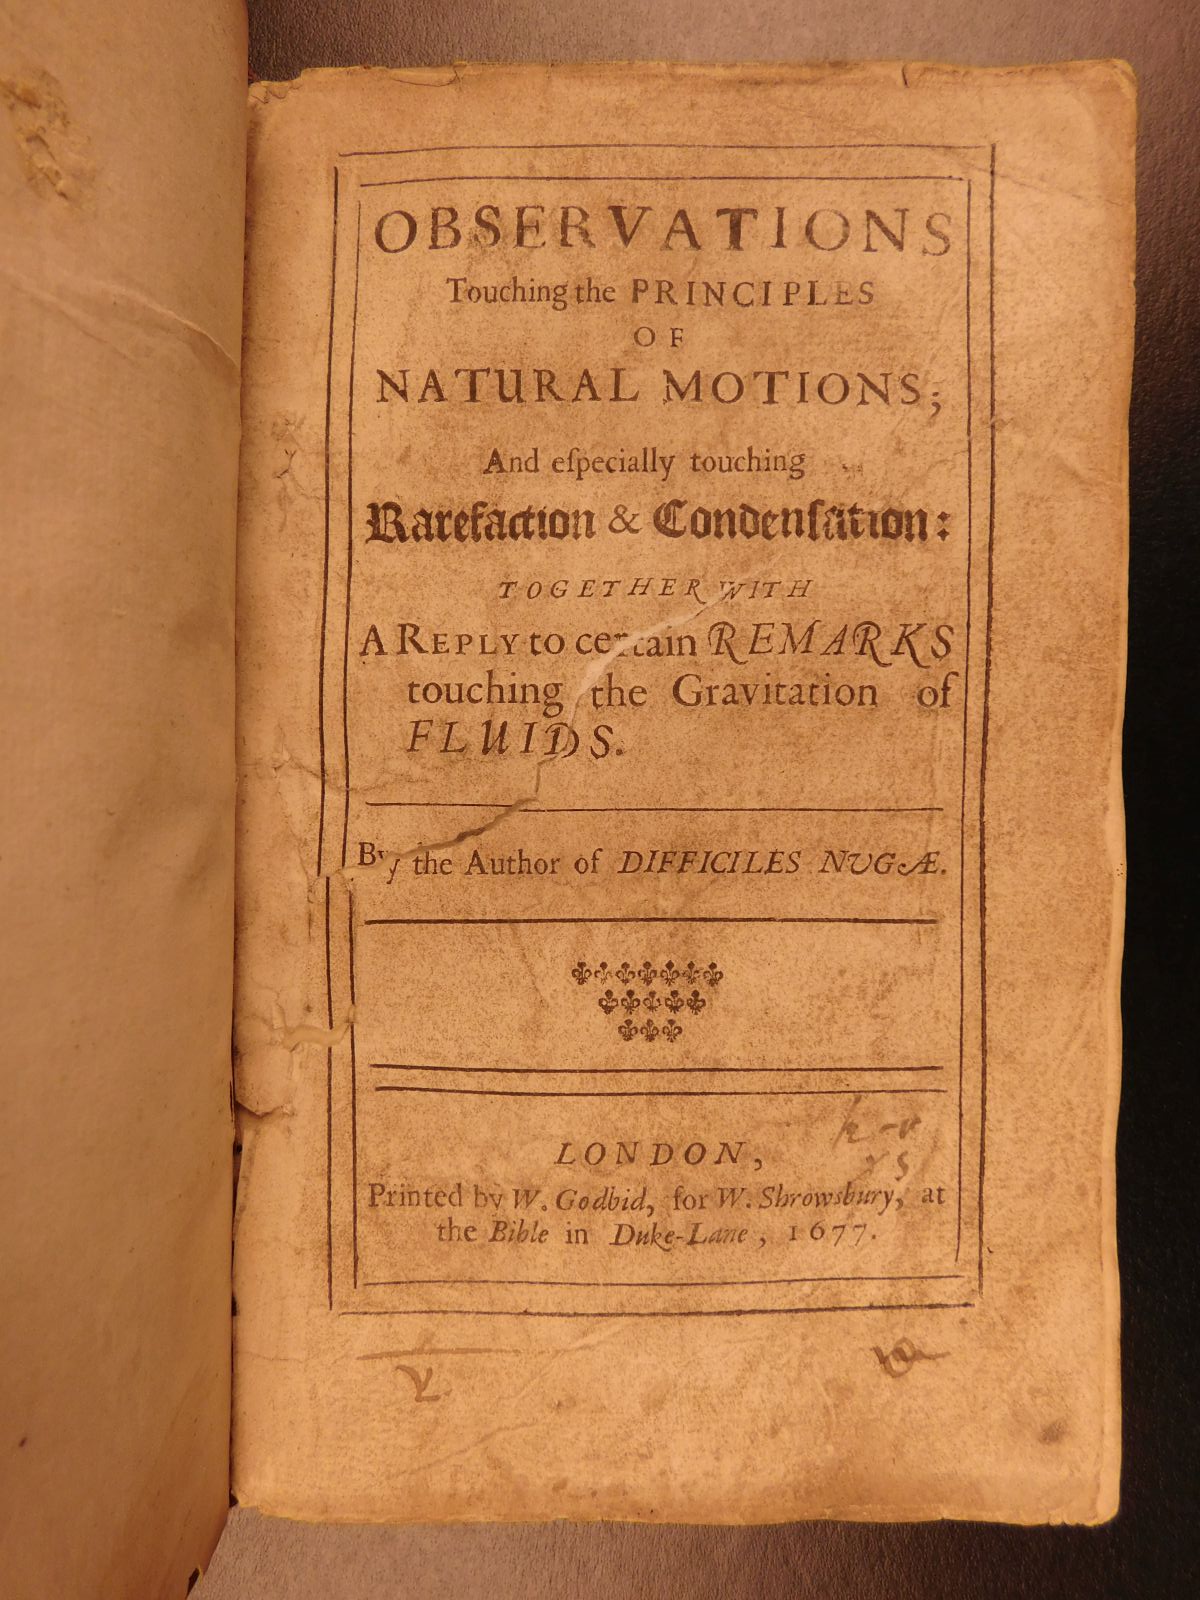 OBSERVATIONS
Touching the PRINCIPLES
OF
NATURAL MOTIONS;
And eſpecially touching
Rarefaction & Condenſation:
TOGETHER WITH
A REPLY to certain REMARKS
touching the Gravitation of
FLUIDS.
By the Author of DIFFICILES NVGÆ.
LONDON,
Printed by W. Godbid, for W. Shrowsbury, at
the Bible in Duke-Lane, 1677.